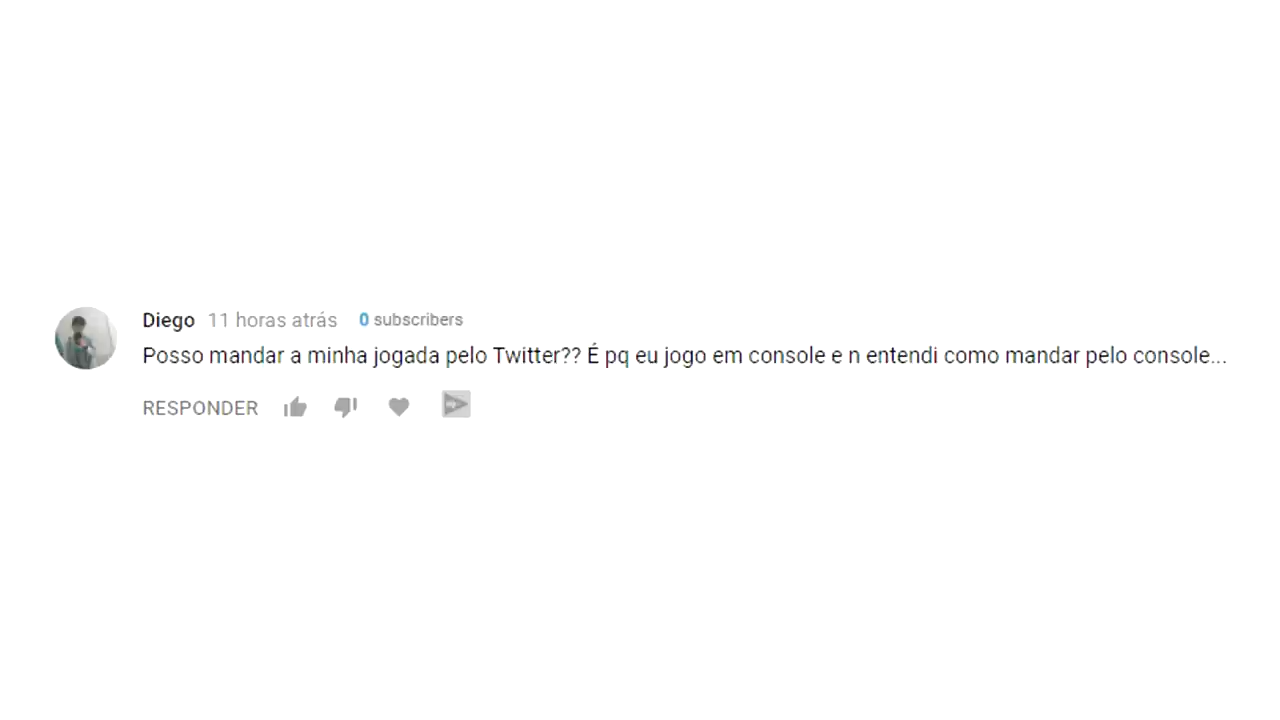 Diego 11 horas atrás 0 subscribers
Posso mandar a minha jogada pelo Twitter?? É pq eu jogo em console e n entendi como mandar pelo console...
RESPONDER